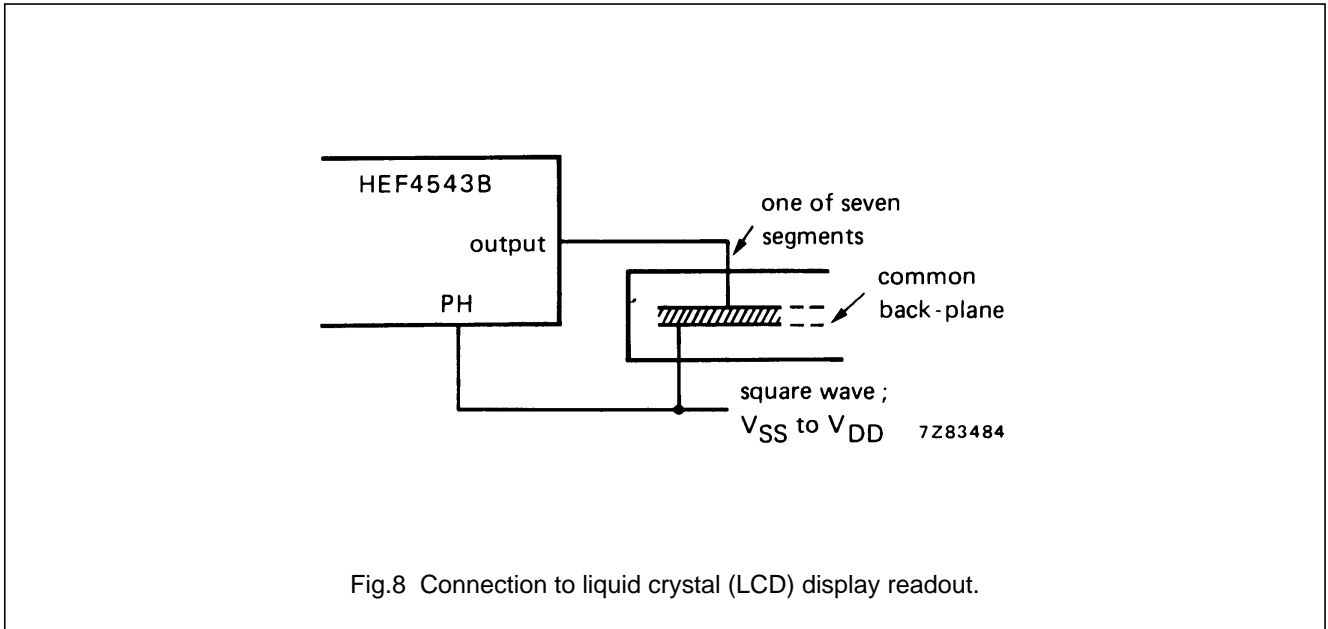 HEF4543B
output
PH
one of seven
segments
common
back-plane
square wave;
VSS to VDD
7Z83484
Fig.8 Connection to liquid crystal (LCD) display readout.